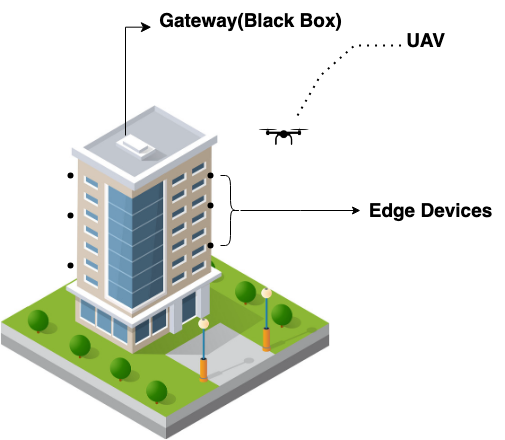 Gateway(Black Box)
UAV
Edge Devices